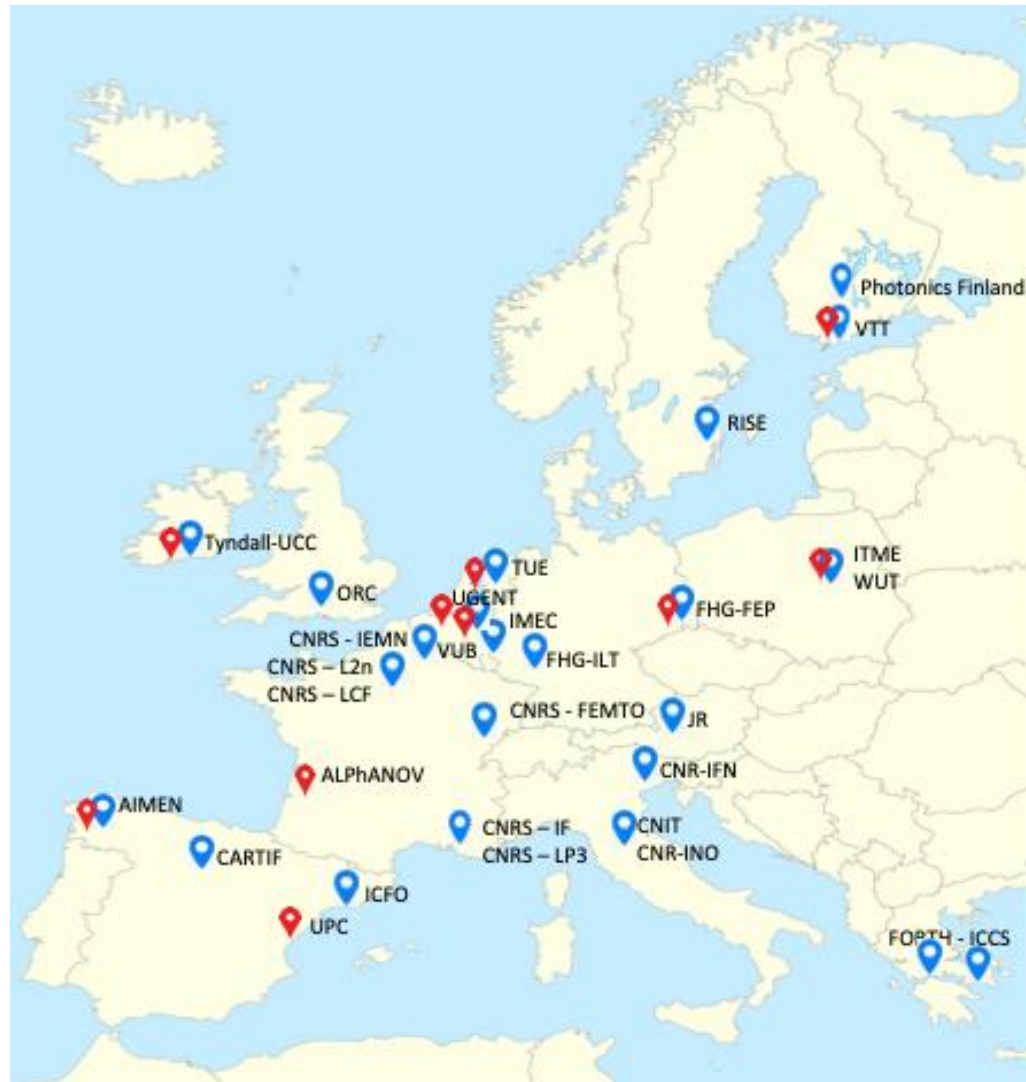 Photonics Finland
VTT
RISE
Tyndall-UCC
ORC
TUE
UGENT
IMEC
ITME
WUT
FHG-FEP
CNRS - IEMN
VUB
CNRS – L2n
FHG-ILT
CNRS – LCF
CNRS - FEMTO
JR
CNR-IFN
ALPhANOV
AIMEN
CNRS – IF
CNRS – LP3
CNIT
CNR-INO
CARTIF
ICFO
UPC
FORTH - ICCS